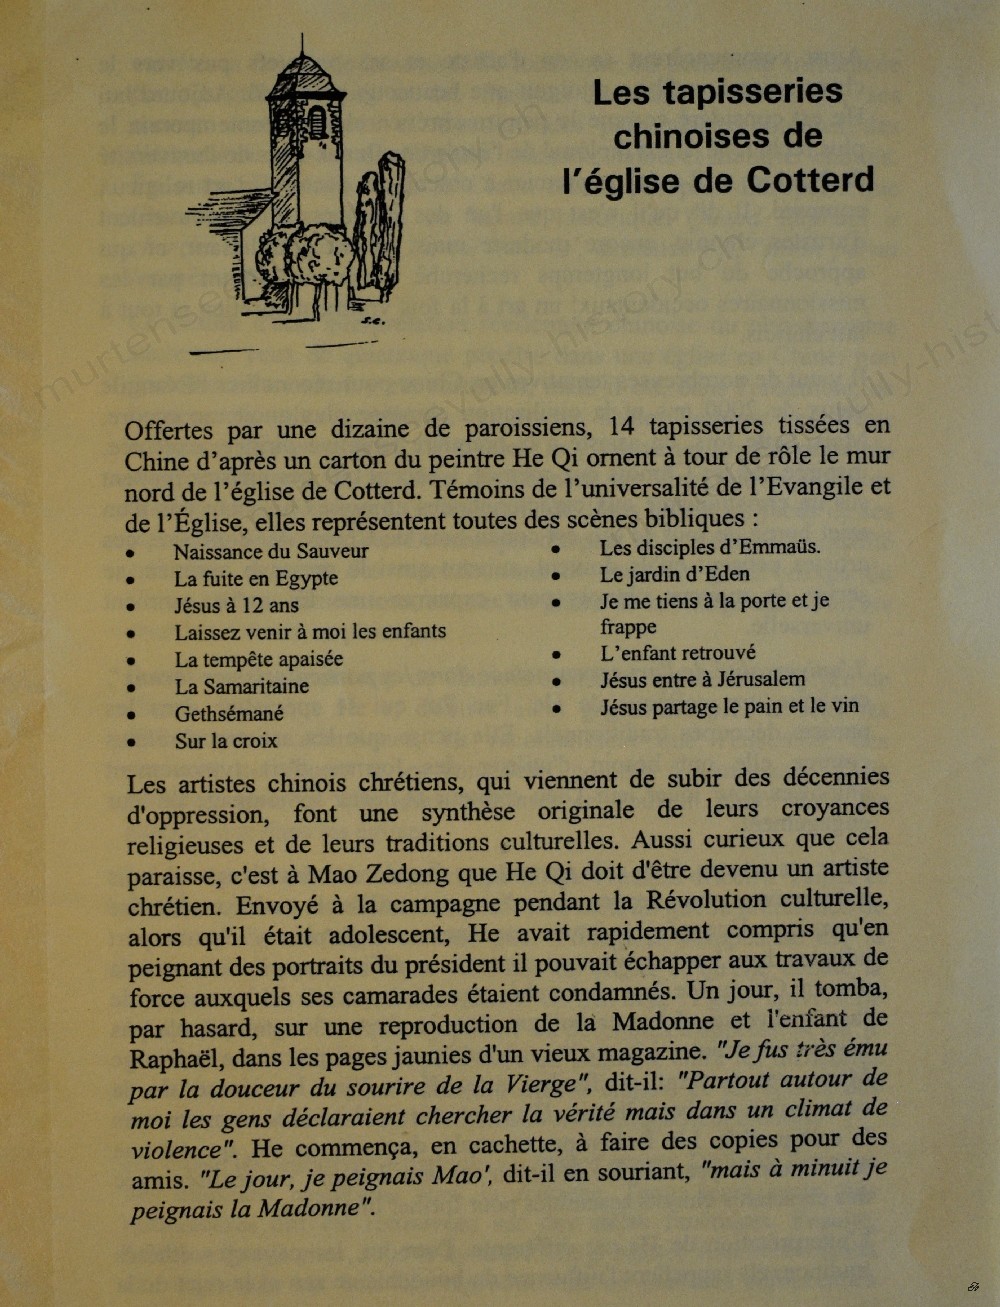 Les tapisseries
chinoises de
l'église de Cotterd
S.C.
Offertes par une dizaine de paroissiens, 14 tapisseries tissées en
Chine d'après un carton du peintre He Qi ornent à tour de rôle le mur
nord de l'église de Cotterd. Témoins de l'universalité de l'Evangile et
de l'Église, elles représentent toutes des scènes bibliques :
• Naissance du Sauveur
• La fuite en Egypte
• Jésus à 12 ans
• Laissez venir à moi les enfants
• La tempête apaisée
• La Samaritaine
• Gethsémané
• Sur la croix
• Les disciples d'Emmaüs.
• Le jardin d'Eden
• Je me tiens à la porte et je
frappe
• L'enfant retrouvé
• Jésus entre à Jérusalem
• Jésus partage le pain et le vin
Les artistes chinois chrétiens, qui viennent de subir des décennies
d'oppression, font une synthèse originale de leurs croyances
religieuses et de leurs traditions culturelles. Aussi curieux que cela
paraisse, c'est à Mao Zedong que He Qi doit d'être devenu un artiste
chrétien. Envoyé à la campagne pendant la Révolution culturelle,
alors qu'il était adolescent, He avait rapidement compris qu'en
peignant des portraits du président il pouvait échapper aux travaux de
force auxquels ses camarades étaient condamnés. Un jour, il tomba,
par hasard, sur une reproduction de la Madonne et l'enfant de
Raphaël, dans les pages jaunies d'un vieux magazine. "Je fus très ému
par la douceur du sourire de la Vierge", dit-il: "Partout autour de
moi les gens déclaraient chercher la vérité mais dans un climat de
violence". He commença, en cachette, à faire des copies pour des
amis. "Le jour, je peignais Mao', dit-il en souriant, "mais à minuit je
peignais la Madonne".